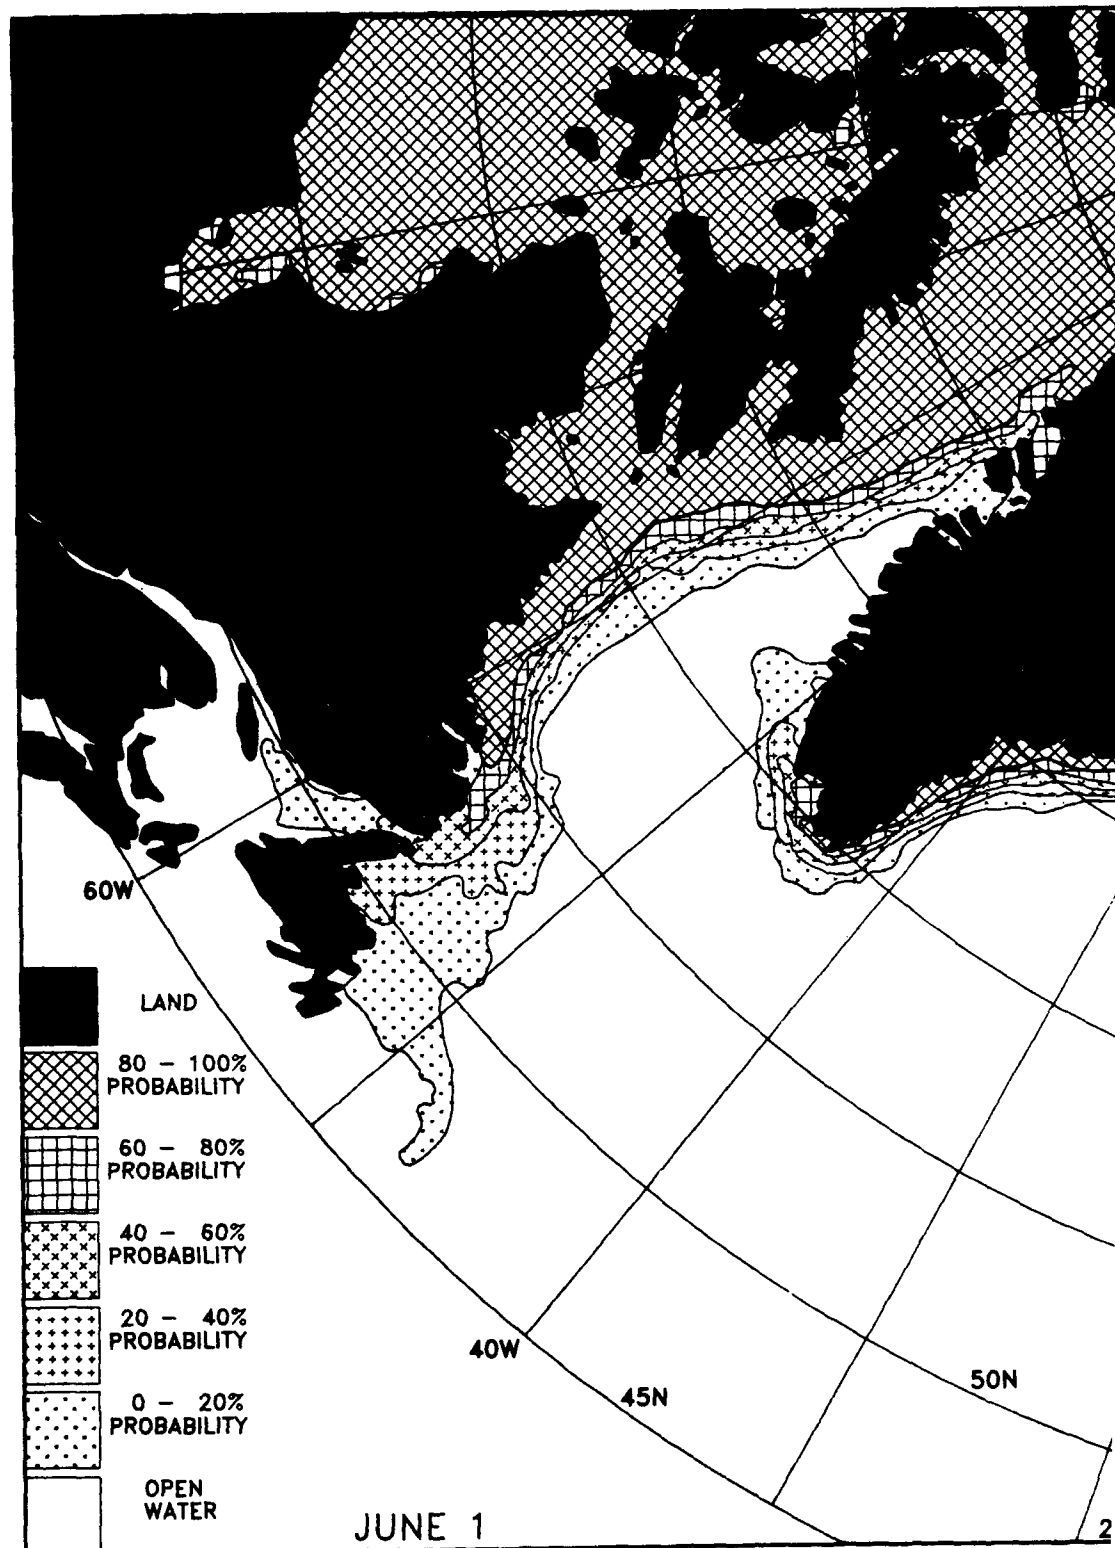 60W
LAND
80 - 100%
PROBABILITY
60 - 80%
PROBABILITY
40 - 60%
PROBABILITY
20 - 40%
PROBABILITY
0 - 20%
PROBABILITY
OPEN
WATER
40W
45N
50N
JUNE 1
2